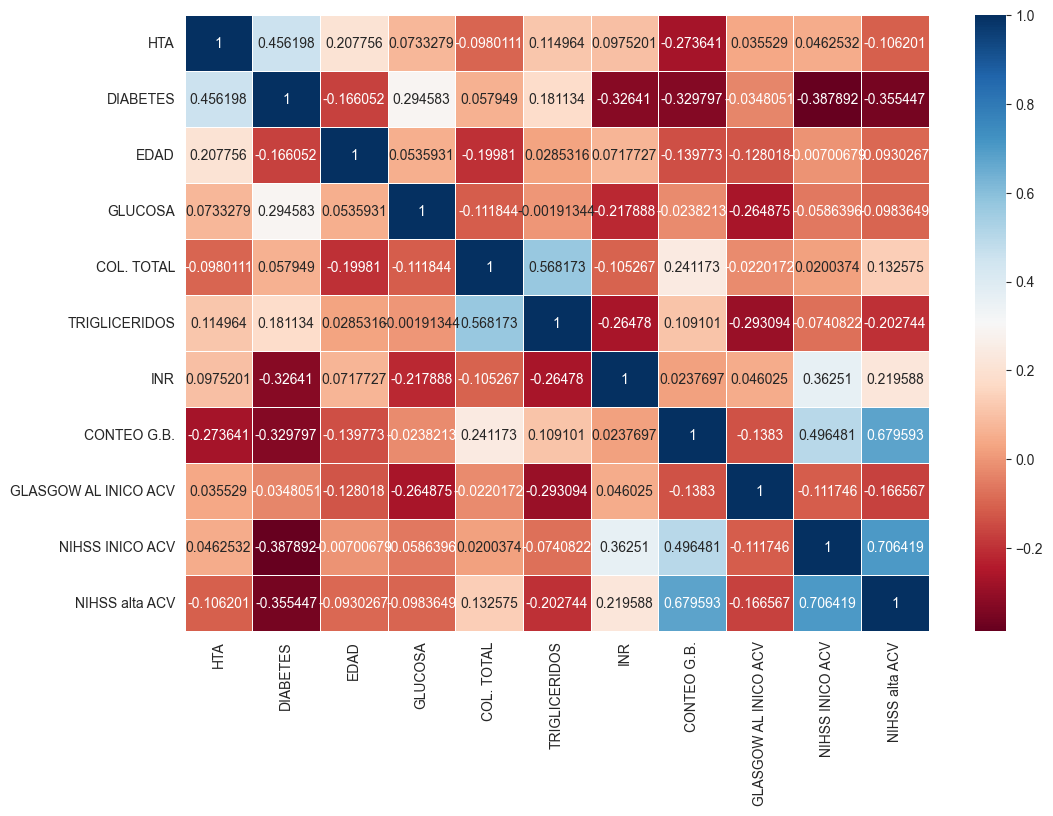 HTA 1 0.456198 0.207756 0.0733279 -0.0980111 0.114964 0.0975201 -0.273641 0.035529 0.0462532 -0.106201
DIABETES 0.456198 1 -0.166052 0.294583 0.057949 0.181134 -0.32641 -0.329797 -0.0348051 -0.387892 -0.355447
EDAD 0.207756 -0.166052 1 0.0535931 -0.19981 0.0285316 0.0717727 -0.139773 -0.128018 -0.00700679 -0.0930267
GLUCOSA 0.0733279 0.294583 0.0535931 1 -0.111844 -0.00191344 -0.217888 -0.0238213 -0.264875 -0.0586396 -0.0983649
COL. TOTAL -0.0980111 0.057949 -0.19981 -0.111844 1 0.568173 -0.105267 0.241173 -0.0220172 0.0200374 0.132575
TRIGLICERIDOS 0.114964 0.181134 0.0285316 -0.00191344 0.568173 1 -0.26478 0.109101 -0.293094 -0.0740822 -0.202744
INR 0.0975201 -0.32641 0.0717727 -0.217888 -0.105267 -0.26478 1 0.0237697 0.046025 0.36251 0.219588
CONTEO G.B. -0.273641 -0.329797 -0.139773 -0.0238213 0.241173 0.109101 0.0237697 1 -0.1383 0.496481 0.679593
GLASGOW AL INICO ACV 0.035529 -0.0348051 -0.128018 -0.264875 -0.0220172 -0.293094 0.046025 -0.1383 1 -0.111746 -0.166567
NIHSS INICO ACV 0.0462532 -0.387892 -0.00700679 -0.0586396 0.0200374 -0.0740822 0.36251 0.496481 -0.111746 1 0.706419
NIHSS alta ACV -0.106201 -0.355447 -0.0930267 -0.0983649 0.132575 -0.202744 0.219588 0.679593 -0.166567 0.706419 1
HTA
DIABETES
EDAD
GLUCOSA
COL. TOTAL
TRIGLICERIDOS
INR
CONTEO G.B.
GLASGOW AL INICO ACV
NIHSS INICO ACV
NIHSS alta ACV
1.0
0.8
0.6
0.4
0.2
0.0
−0.2